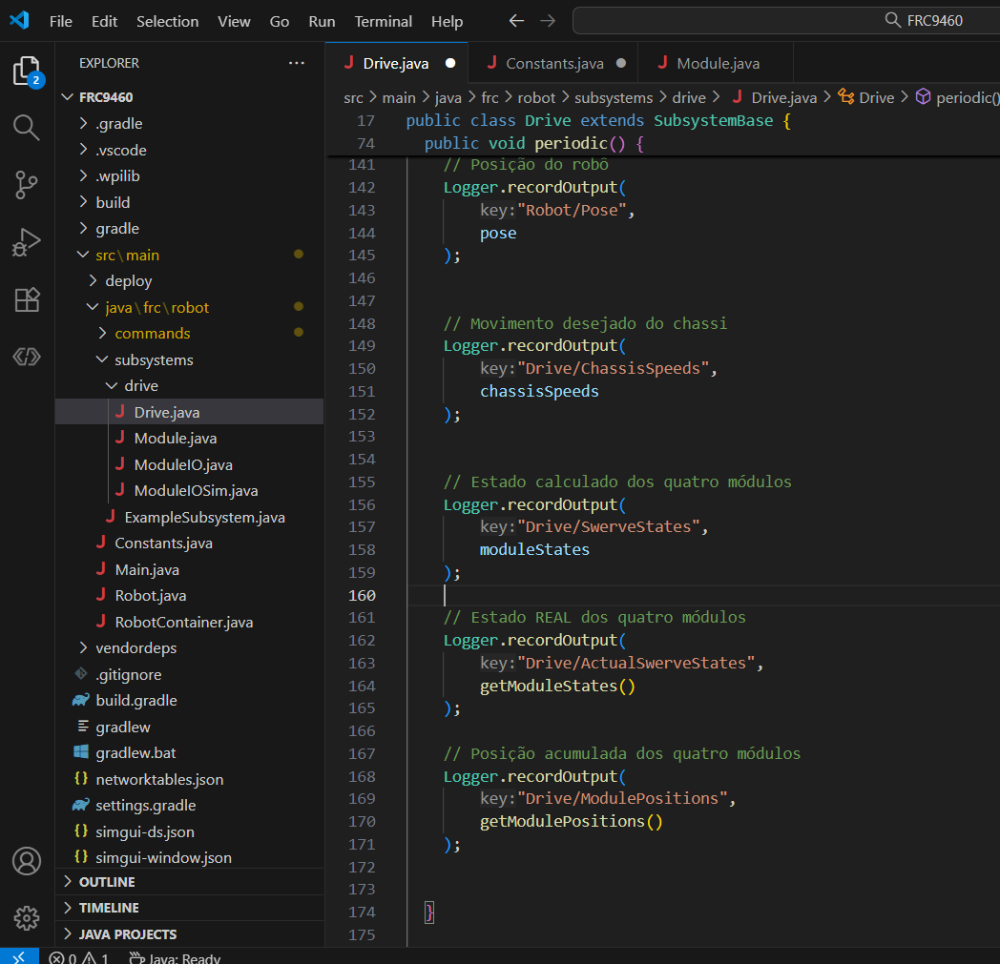 File Edit Selection View Go Run Terminal Help
FRC9460
2
EXPLORER
FRC9460
.gradle
.vscode
.wpilib
build
gradle
src\main
deploy
java\frc\robot
commands
subsystems
drive
Drive.java
Module.java
ModuleIO.java
ModuleIOSim.java
ExampleSubsystem.java
Constants.java
Main.java
Robot.java
RobotContainer.java
vendordeps
.gitignore
build.gradle
gradlew
gradlew.bat
networktables.json
settings.gradle
simgui-ds.json
simgui-window.json
OUTLINE
TIMELINE
JAVA PROJECTS
Drive.java Constants.java Module.java
src > main > java > frc > robot > subsystems > drive > Drive.java > Drive > periodic()
17 public class Drive extends SubsystemBase {
74 public void periodic() {
141 // Posição do robô
142 Logger.recordOutput(
143 key:"Robot/Pose",
144 pose
145 );
146
147
148 // Movimento desejado do chassi
149 Logger.recordOutput(
150 key:"Drive/ChassisSpeeds",
151 chassisSpeeds
152 );
153
154
155 // Estado calculado dos quatro módulos
156 Logger.recordOutput(
157 key:"Drive/SwerveStates",
158 moduleStates
159 );
160
161 // Estado REAL dos quatro módulos
162 Logger.recordOutput(
163 key:"Drive/ActualSwerveStates",
164 getModuleStates()
165 );
166
167 // Posição acumulada dos quatro módulos
168 Logger.recordOutput(
169 key:"Drive/ModulePositions",
170 getModulePositions()
171 );
172
173
174 }
175
0 1 Java: Ready